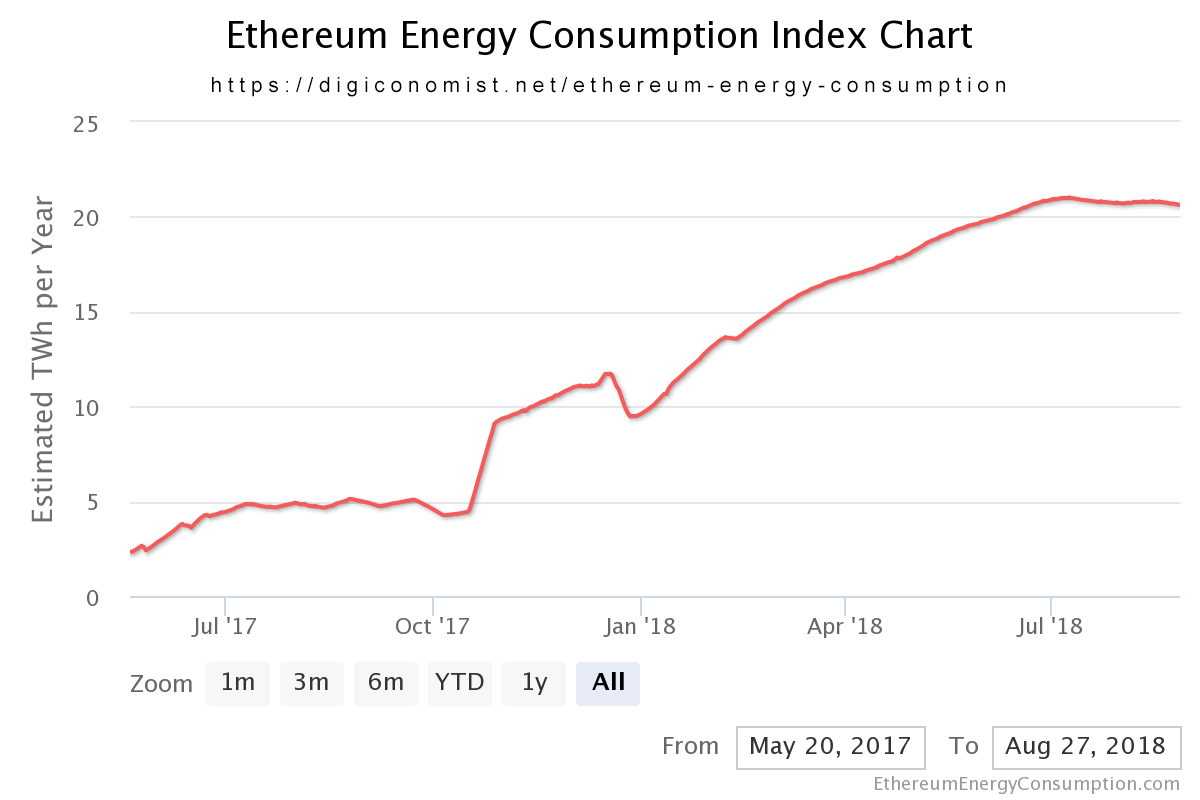 Ethereum Energy Consumption Index Chart
https://digiconomist.net/ethereum-energy-consumption
Estimated TWh per Year
25
20
15
10
5
0
Jul '17 Oct '17 Jan '18 Apr '18 Jul '18
Zoom 1m 3m 6m YTD 1y All
From May 20, 2017 To Aug 27, 2018
EthereumEnergyConsumption.com